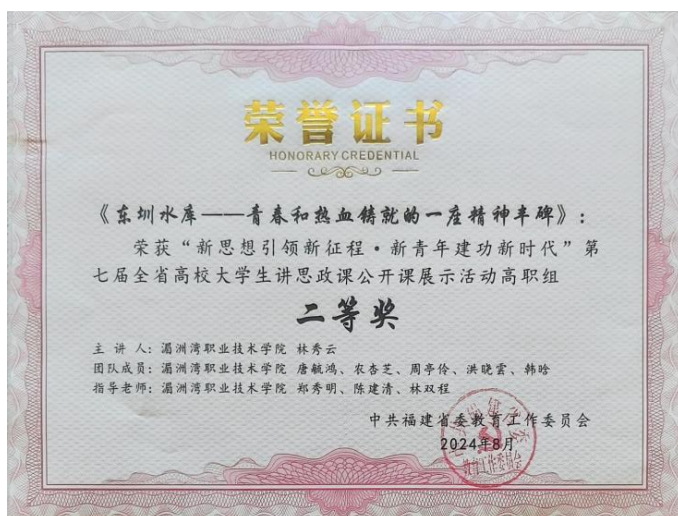 荣誉证书
HONORARY CREDENTIAL
《东圳水库——青春和热血铸就的一座精神丰碑》：
荣获“新思想引领新征程·新青年建功新时代”第
七届全省高校大学生讲思政课公开课展示活动高职组
二等奖
主 讲 人：湄洲湾职业技术学院 林秀云
团队成员：湄洲湾职业技术学院 唐毓鸿、农杏芝、周亭伶、洪晓雲、韩晗
指导老师：湄洲湾职业技术学院 郑秀明、陈建清、林双程
中共福建省委教育工作委员会
2024年8月